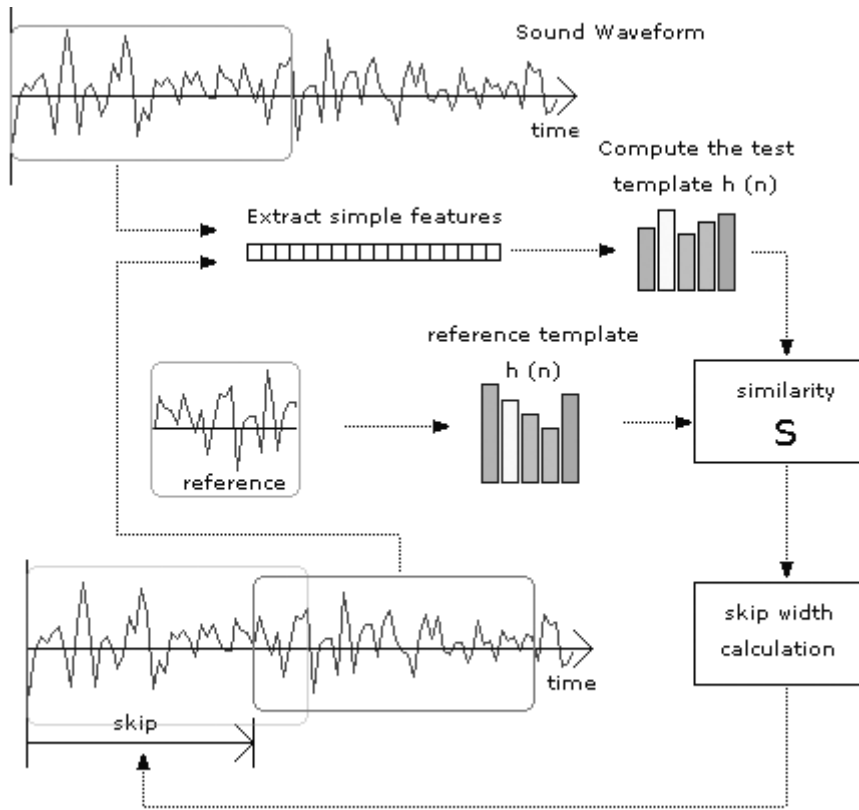 Sound Waveform
time
Compute the test
template h (n)
Extract simple features
reference template
h (n)
reference
similarity
S
skip width
calculation
time
skip